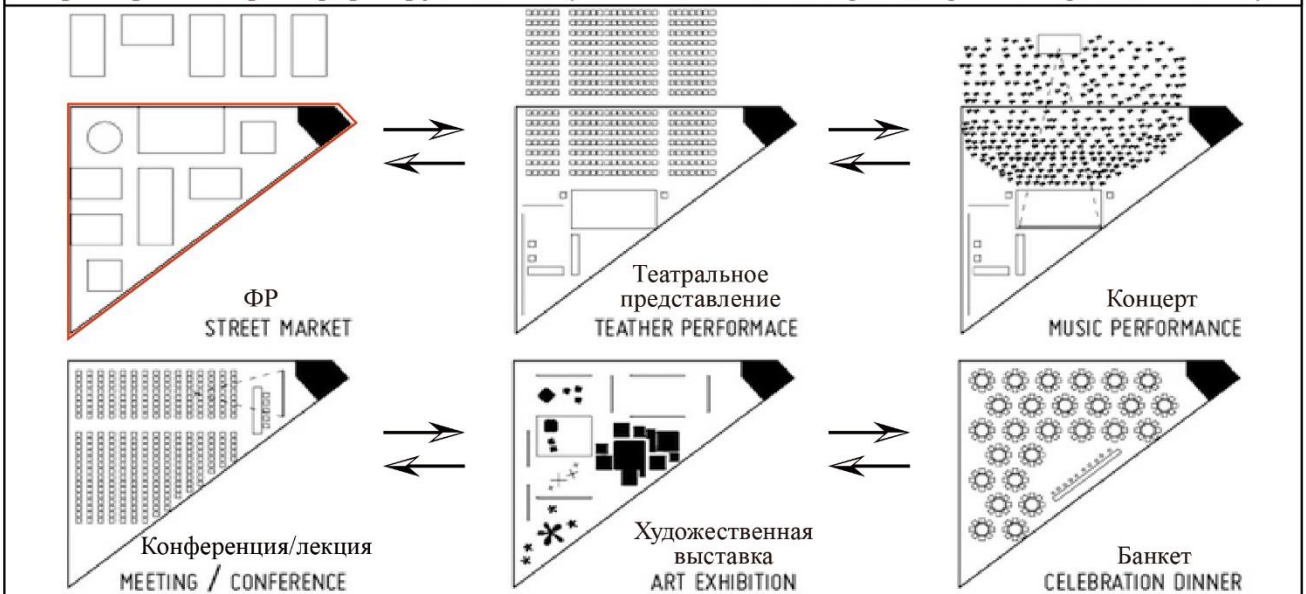 ФР
STREET MARKET
Театральное
представление
TEATHER PERFORMACE
Концерт
MUSIC PERFORMANCE
Конференция/лекция
MEETING / CONFERENCE
Художественная
выставка
ART EXHIBITION
Банкет
CELEBRATION DINNER